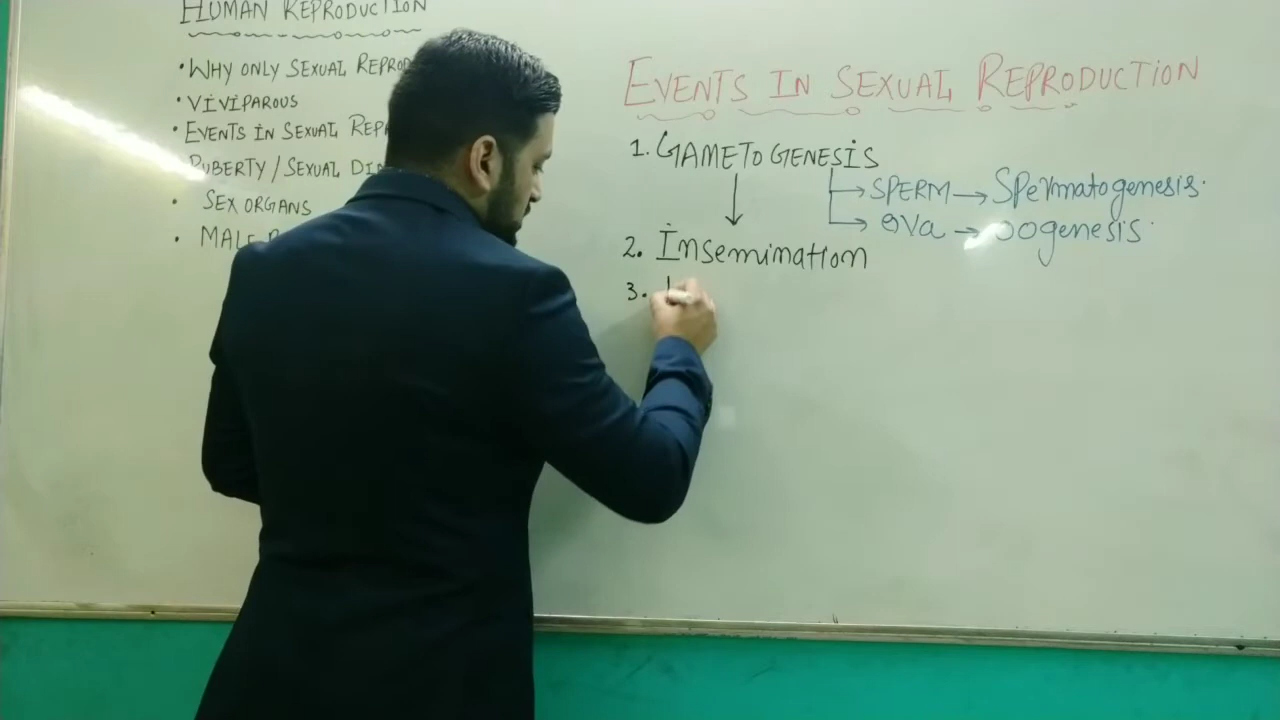 HUMAN REPRODUCTION
• WHY ONLY SEXUAL REPROD
• VIVIPAROUS
• EVENTS IN SEXUAL REP
PUBERTY / SEXUAL DI
• SEX ORGANS
• MALE
EVENTS IN SEXUAL REPRODUCTION
1. GAMETOGENESIS
→ SPERM → Spermatogenesis.
→ OVa → oogenesis.
2. Insemination
3.